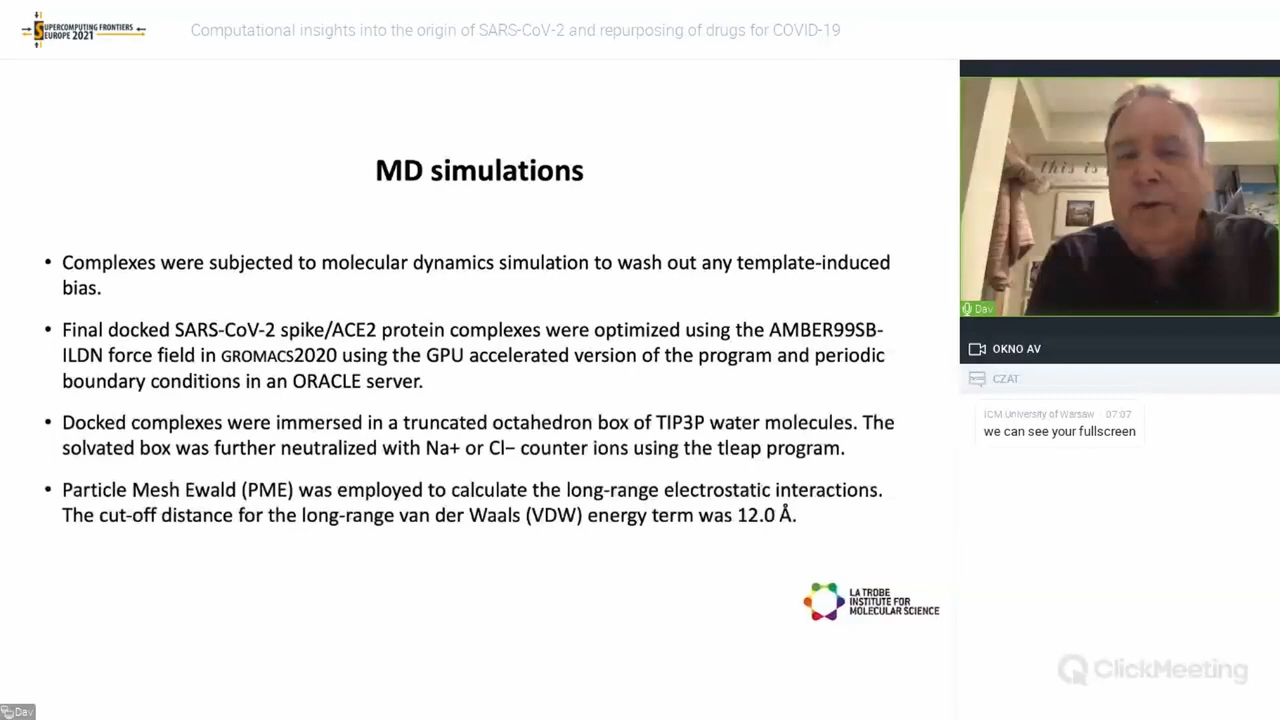 SUPERCOMPUTING FRONTIERS
EUROPE 2021
Computational insights into the origin of SARS-CoV-2 and repurposing of drugs for COVID-19
MD simulations
• Complexes were subjected to molecular dynamics simulation to wash out any template-induced
bias.
• Final docked SARS-CoV-2 spike/ACE2 protein complexes were optimized using the AMBER99SB-
ILDN force field in GROMACS2020 using the GPU accelerated version of the program and periodic
boundary conditions in an ORACLE server.
• Docked complexes were immersed in a truncated octahedron box of TIP3P water molecules. The
solvated box was further neutralized with Na+ or Cl− counter ions using the tleap program.
• Particle Mesh Ewald (PME) was employed to calculate the long-range electrostatic interactions.
The cut-off distance for the long-range van der Waals (VDW) energy term was 12.0 Å.
LA TROBE
INSTITUTE FOR
MOLECULAR SCIENCE
this is
Dav
OKNO AV
CZAT
ICM University of Warsaw · 07:07
we can see your fullscreen
ClickMeeting
Dav